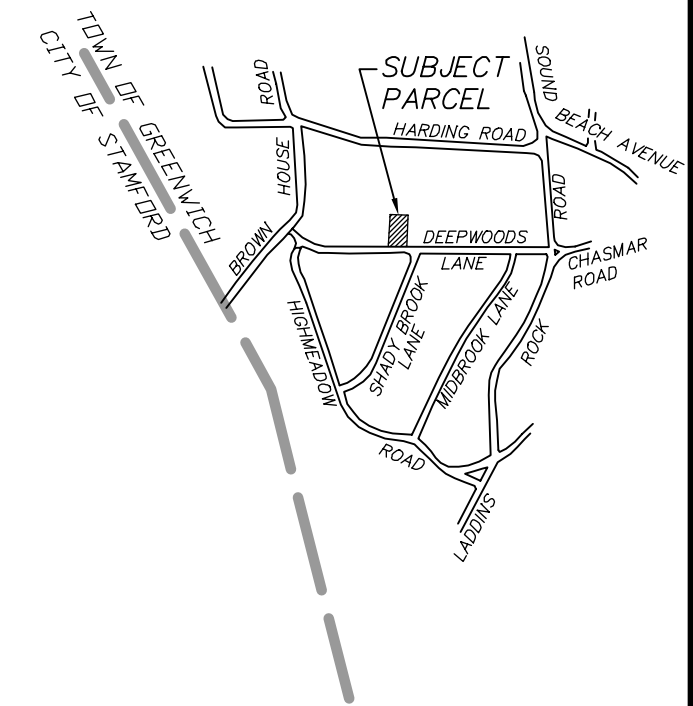 TOWN OF GREENWICH
CITY OF STAMFORD
ROAD
SUBJECT
PARCEL
SOUND
BEACH AVENUE
HARDING ROAD
HOUSE
ROAD
BROWN
DEEPWOODS
LANE
CHASMAR
ROAD
HIGHMEADOW
SHADY BROOK
LANE
MIDBROOK LANE
ROCK
ROAD
LADDINS